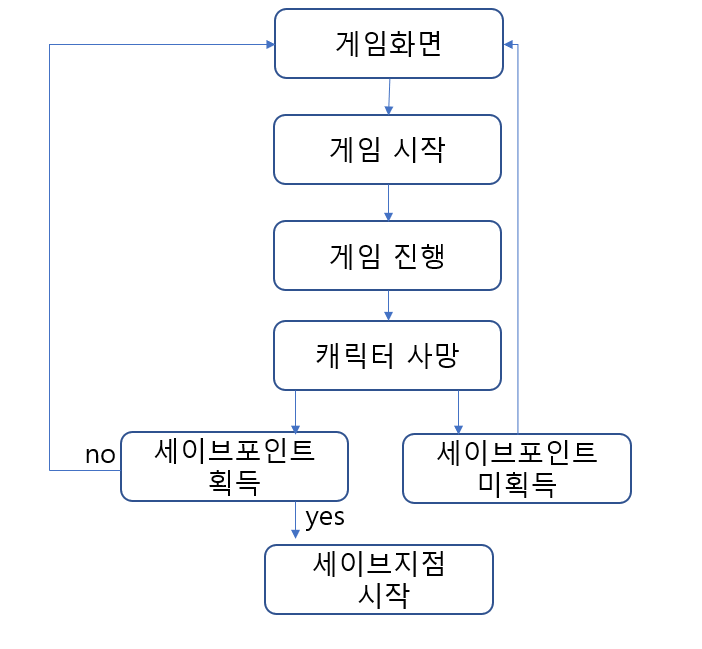 게임화면
게임 시작
게임 진행
캐릭터 사망
no
세이브포인트
획득
세이브포인트
미획득
yes
세이브지점
시작